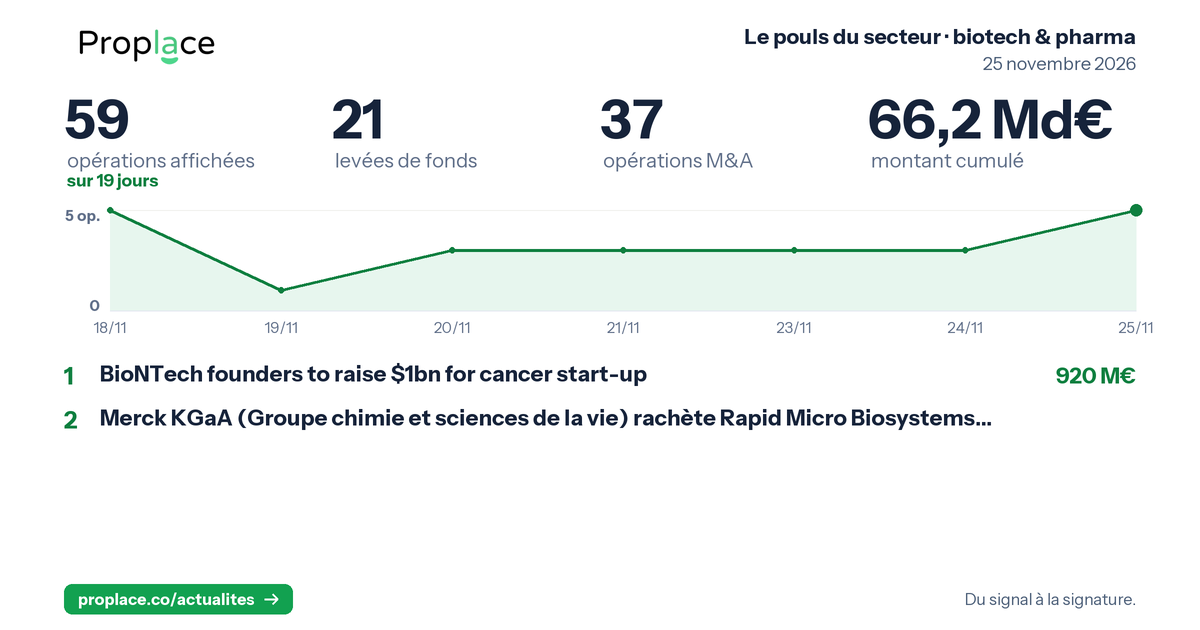 Proplace
Le pouls du secteur · biotech & pharma
25 novembre 2026
59
opérations affichées
sur 19 jours
21
levées de fonds
37
opérations M&A
66,2 Md€
montant cumulé
5 op.
0
18/11 19/11 20/11 21/11 23/11 24/11 25/11
1 BioNTech founders to raise $1bn for cancer start-up 920 M€
2 Merck KGaA (Groupe chimie et sciences de la vie) rachète Rapid Micro Biosystems...
proplace.co/actualites →
Du signal à la signature.